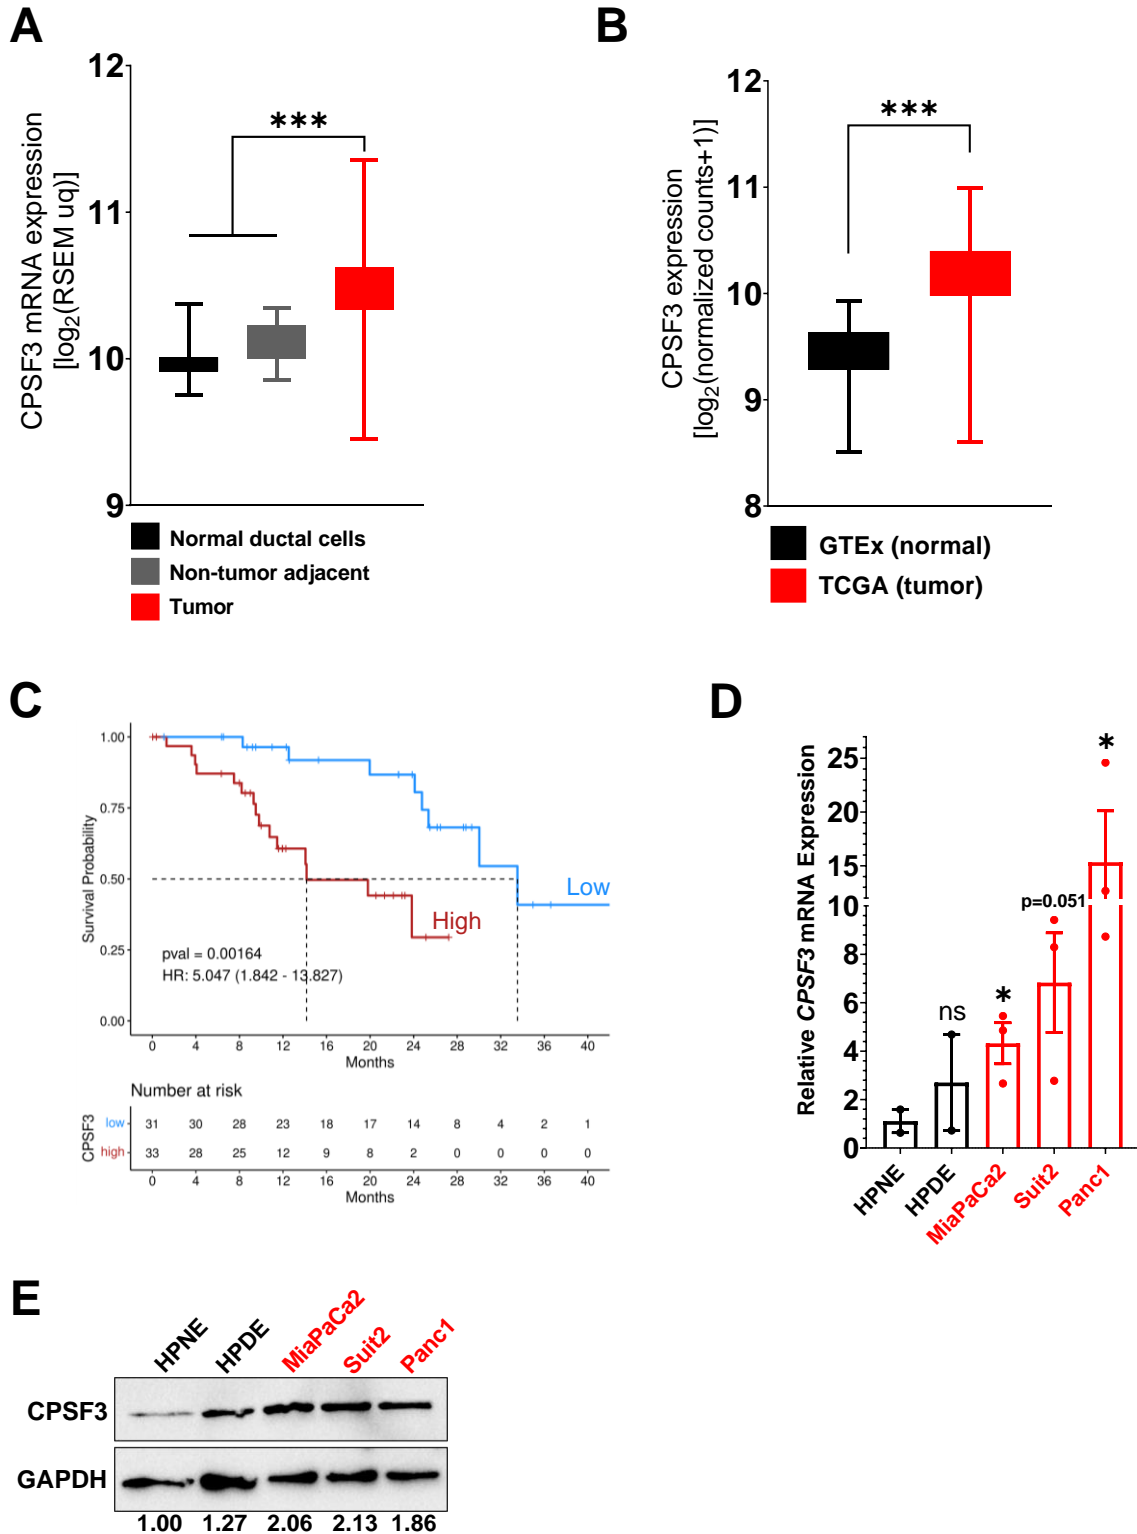 A
12
11
10
9
CPSF3 mRNA expression
[log2(RSEM uq)]
***
Normal ductal cells
Non-tumor adjacent
Tumor
B
12
11
10
9
8
CPSF3 expression
[log2(normalized counts+1)]
***
GTEx (normal)
TCGA (tumor)
C
1.00
0.75
0.50
0.25
0.00
Survival Probability
Low
High
pval = 0.00164
HR: 5.047 (1.842 - 13.827)
0 4 8 12 16 20 24 28 32 36 40
Months
Number at risk
CPSF3
low 31 30 28 23 18 17 14 8 4 2 1
high 33 28 25 12 9 8 2 0 0 0 0
0 4 8 12 16 20 24 28 32 36 40
Months
D
Relative CPSF3 mRNA Expression
25
20
15
10
8
6
4
2
0
ns
*
p=0.051
*
HPNE
HPDE
MiaPaCa2
Suit2
Panc1
E
HPNE
HPDE
MiaPaCa2
Suit2
Panc1
CPSF3
GAPDH
1.00 1.27 2.06 2.13 1.86